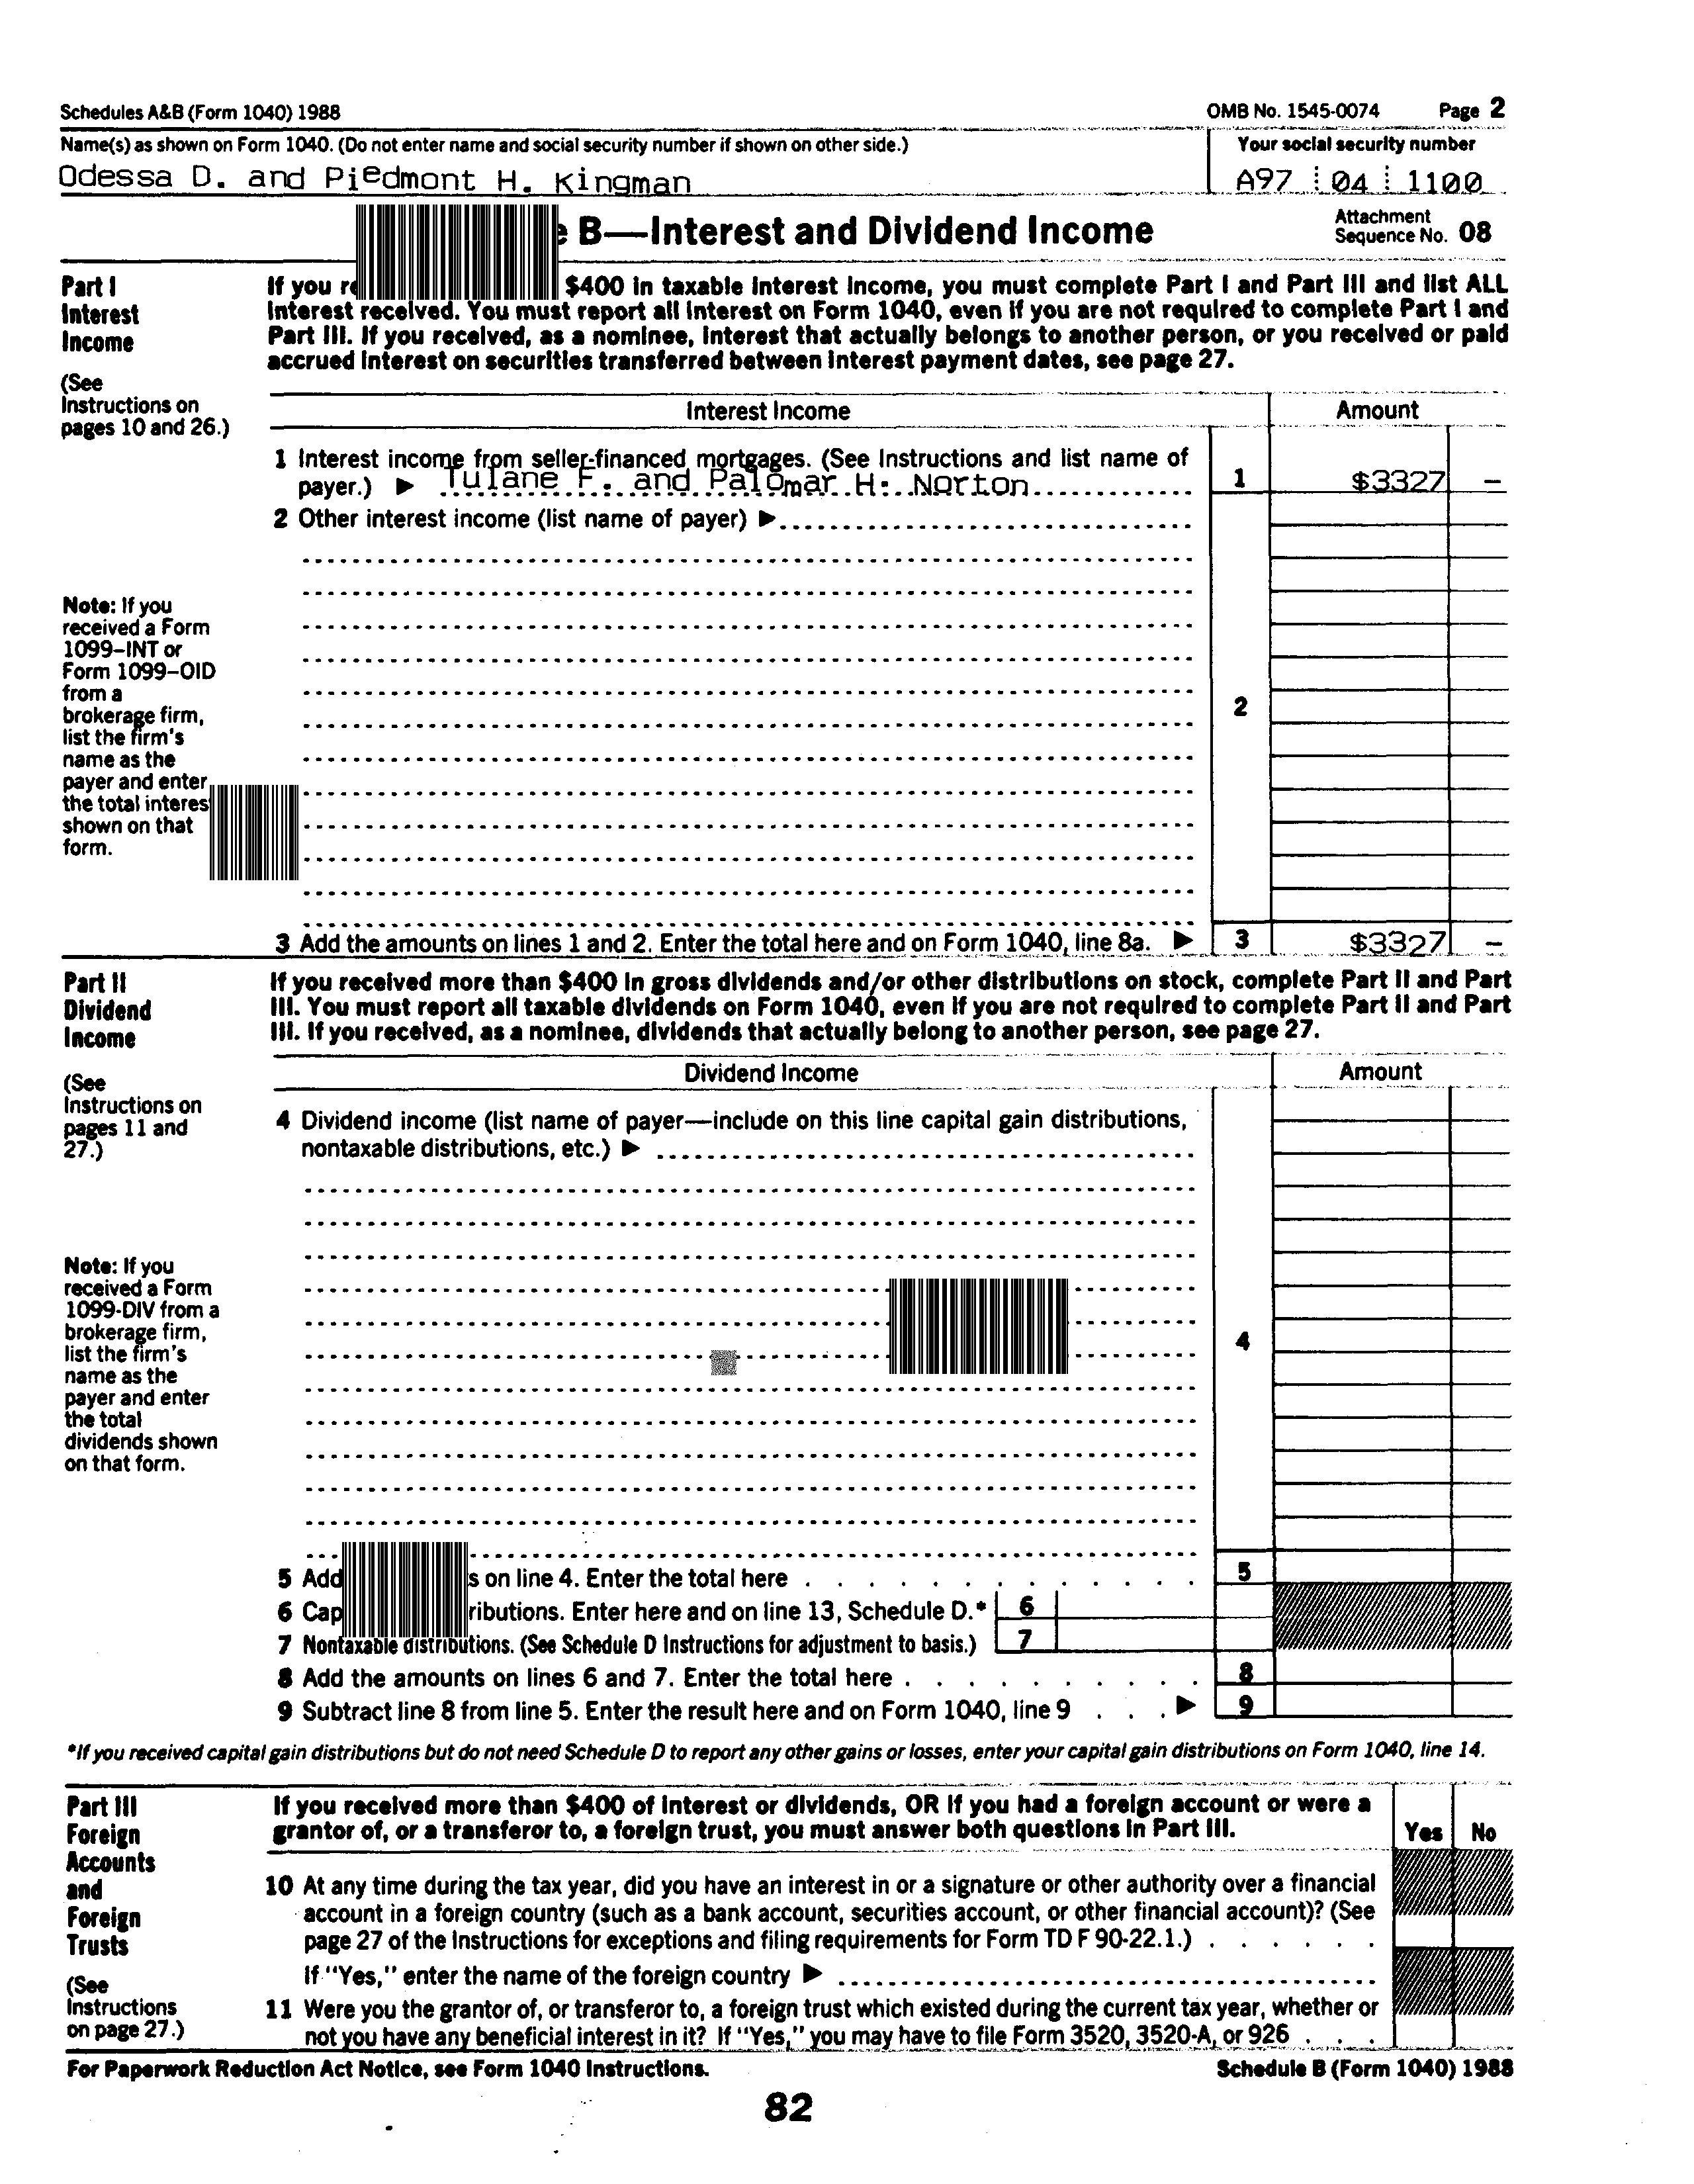 Schedules A&B (Form 1040) 1988 OMB No. 1545-0074 Page 2
Name(s) as shown on Form 1040. (Do not enter name and social security number if shown on other side.) Your social security number
Odessa D. and Piedmont H. Kingman A97 04 1100
B—Interest and Dividend Income Attachment Sequence No. 08
Part I
Interest
Income
(See
Instructions on
pages 10 and 26.)
If you $400 in taxable interest income, you must complete Part I and Part III and list ALL
interest received. You must report all interest on Form 1040, even if you are not required to complete Part I and
Part III. If you received, as a nominee, interest that actually belongs to another person, or you received or paid
accrued interest on securities transferred between interest payment dates, see page 27.
Interest Income Amount
1 Interest income from seller-financed mortgages. (See Instructions and list name of
payer.) ▶ Tulane F. and Palomar H. Norton 1 $3327 –
2 Other interest income (list name of payer) ▶
Note: If you
received a Form
1099–INT or
Form 1099–OID
from a
brokerage firm,
list the firm's
name as the
payer and enter
the total
shown on that
form.
2
3 Add the amounts on lines 1 and 2. Enter the total here and on Form 1040, line 8a. ▶ 3 $3327 –
Part II
Dividend
Income
(See
Instructions on
pages 11 and
27.)
If you received more than $400 in gross dividends and/or other distributions on stock, complete Part II and Part
III. You must report all taxable dividends on Form 1040, even if you are not required to complete Part II and Part
III. If you received, as a nominee, dividends that actually belong to another person, see page 27.
Dividend Income Amount
4 Dividend income (list name of payer—include on this line capital gain distributions,
nontaxable distributions, etc.) ▶
Note: If you
received a Form
1099-DIV from a
brokerage firm,
list the firm's
name as the
payer and enter
the total
dividends shown
on that form.
4
5 Add on line 4. Enter the total here 5
6 Enter here and on line 13, Schedule D.* 6
7 Nontaxable distributions. (See Schedule D Instructions for adjustment to basis.) 7
8 Add the amounts on lines 6 and 7. Enter the total here 8
9 Subtract line 8 from line 5. Enter the result here and on Form 1040, line 9 ▶ 9
*If you received capital gain distributions but do not need Schedule D to report any other gains or losses, enter your capital gain distributions on Form 1040, line 14.
Part III
Foreign
Accounts
and
Foreign
Trusts
(See
Instructions
on page 27.)
If you received more than $400 of interest or dividends, OR if you had a foreign account or were a
grantor of, or a transferor to, a foreign trust, you must answer both questions in Part III. Yes No
10 At any time during the tax year, did you have an interest in or a signature or other authority over a financial
account in a foreign country (such as a bank account, securities account, or other financial account)? (See
page 27 of the Instructions for exceptions and filing requirements for Form TD F 90-22.1.)
If "Yes," enter the name of the foreign country ▶
11 Were you the grantor of, or transferor to, a foreign trust which existed during the current tax year, whether or
not you have any beneficial interest in it? If "Yes," you may have to file Form 3520, 3520-A, or 926
For Paperwork Reduction Act Notice, see Form 1040 Instructions. Schedule B (Form 1040) 1988
82